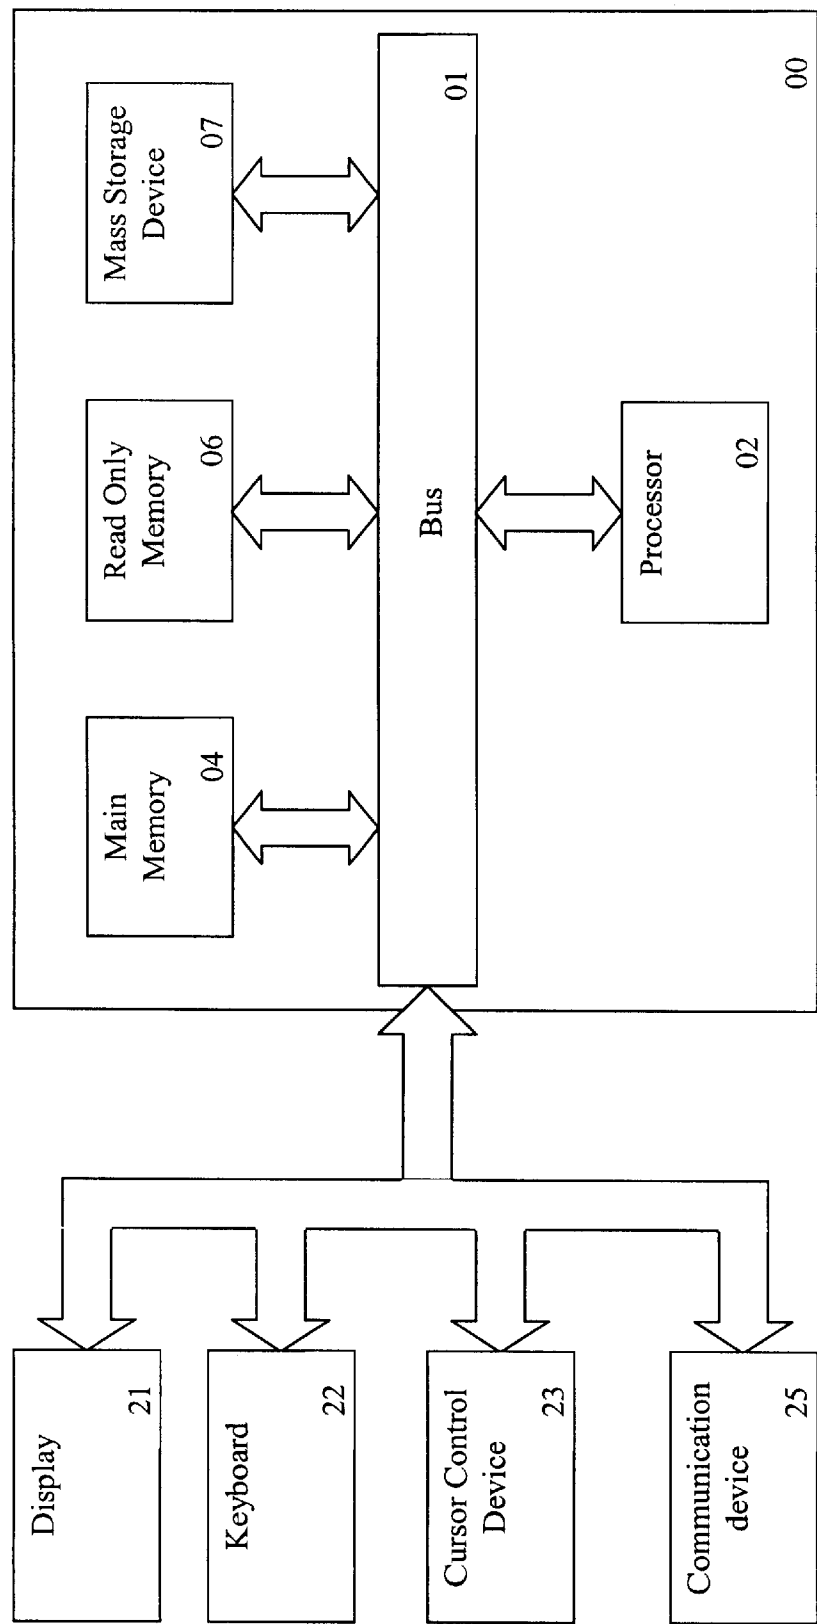 Display
21
Keyboard
22
Cursor Control
Device
23
Communication
device
25
Main
Memory
04
Read Only
Memory
06
Mass Storage
Device
07
Bus
01
Processor
02
00